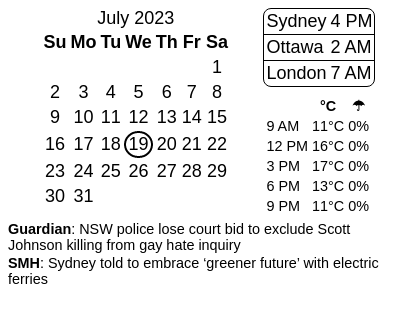 July 2023
Su Mo Tu We Th Fr Sa
1
2 3 4 5 6 7 8
9 10 11 12 13 14 15
16 17 18 19 20 21 22
23 24 25 26 27 28 29
30 31
Sydney 4 PM
Ottawa 2 AM
London 7 AM
°C ☂
9 AM 11°C 0%
12 PM 16°C 0%
3 PM 17°C 0%
6 PM 13°C 0%
9 PM 11°C 0%
Guardian: NSW police lose court bid to exclude Scott
Johnson killing from gay hate inquiry
SMH: Sydney told to embrace ‘greener future’ with electric
ferries